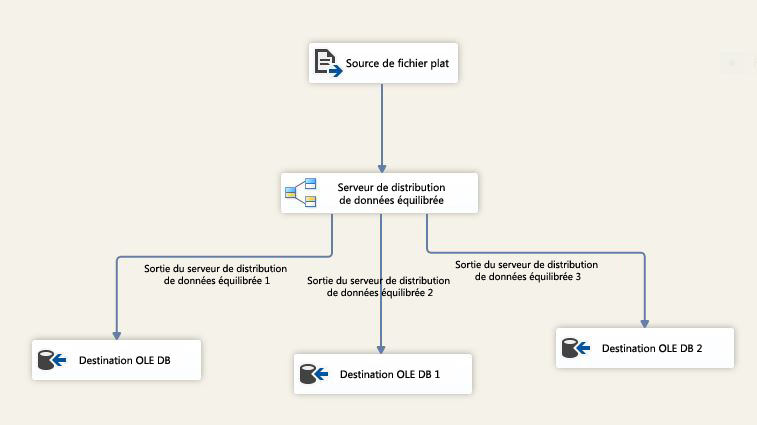 Source de fichier plat
Serveur de distribution
de données équilibrée
Sortie du serveur de distribution
de données équilibrée 1
Sortie du serveur de distribution
de données équilibrée 2
Sortie du serveur de distribution
de données équilibrée 3
Destination OLE DB
Destination OLE DB 1
Destination OLE DB 2